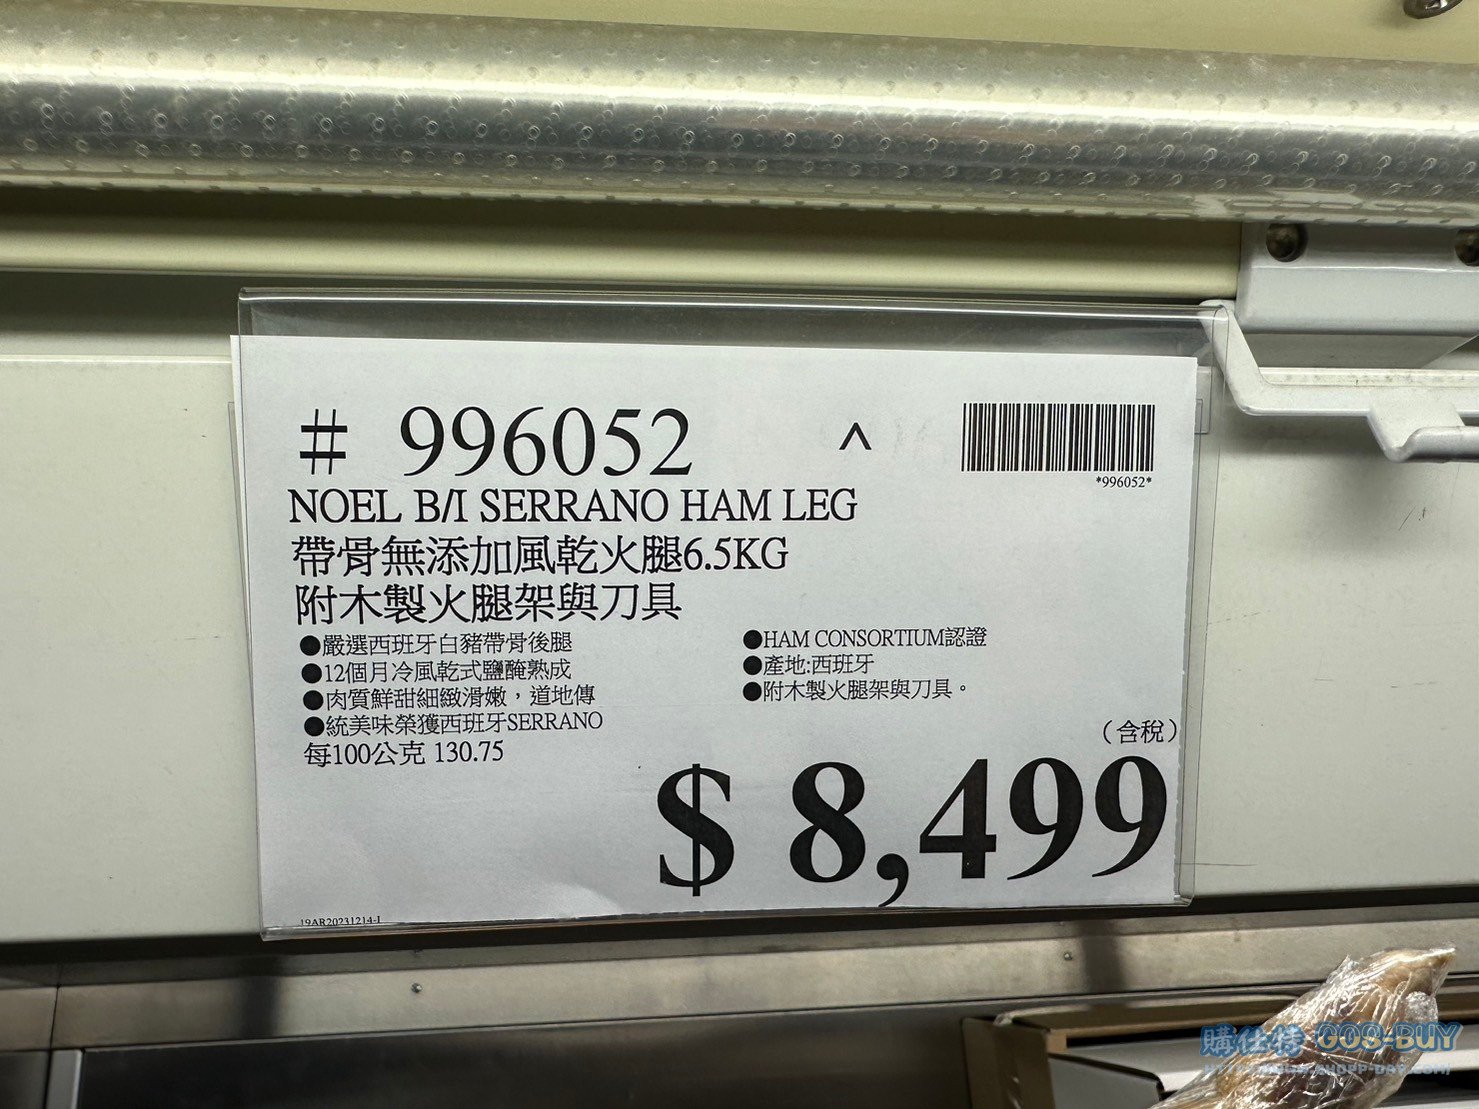 # 996052
^
*996052*
NOEL B/I SERRANO HAM LEG
帶骨無添加風乾火腿6.5KG
附木製火腿架與刀具
●嚴選西班牙白豬帶骨後腿
●12個月冷風乾式鹽醃熟成
●肉質鮮甜細緻滑嫩，道地傳
●統美味榮獲西班牙SERRANO
●HAM CONSORTIUM認證
●產地:西班牙
●附木製火腿架與刀具。
每100公克 130.75
（含稅）
$ 8,499
19AR20231214-I
購仕特 GOS-BUY